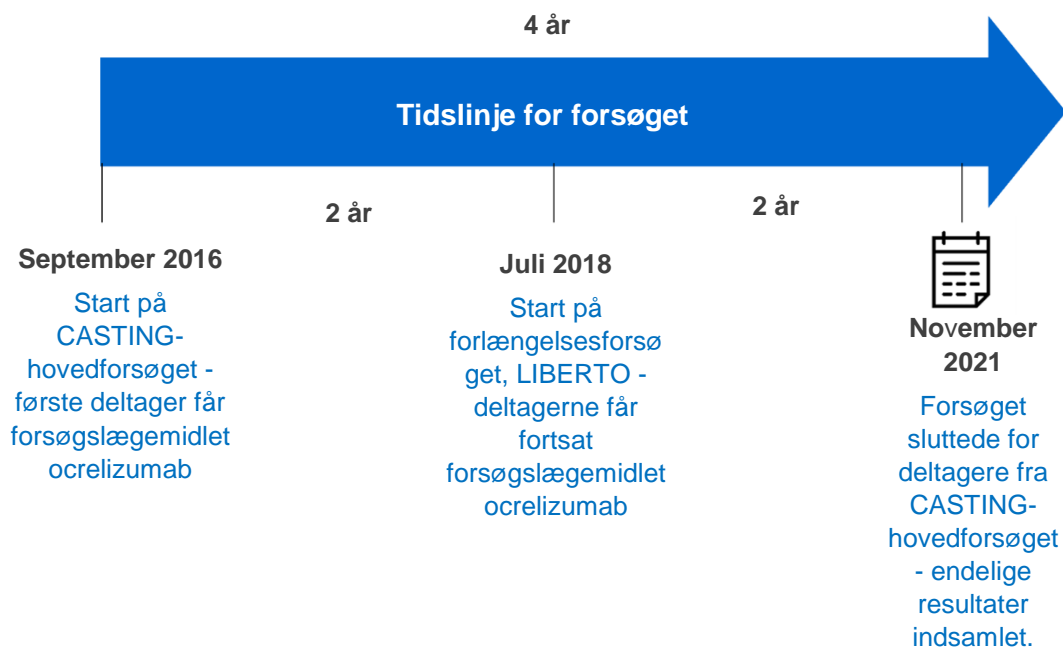 4 år
Tidslinje for forsøget
2 år
2 år
September 2016
Start på
CASTING-
hovedforsøget -
første deltager får
forsøgslægemidlet
ocrelizumab
Juli 2018
Start på
forlængelsesforsø
get, LIBERTO -
deltagerne får
fortsat
forsøgslægemidlet
ocrelizumab
November
2021
Forsøget
sluttede for
deltagere fra
CASTING-
hovedforsøget
- endelige
resultater
indsamlet.